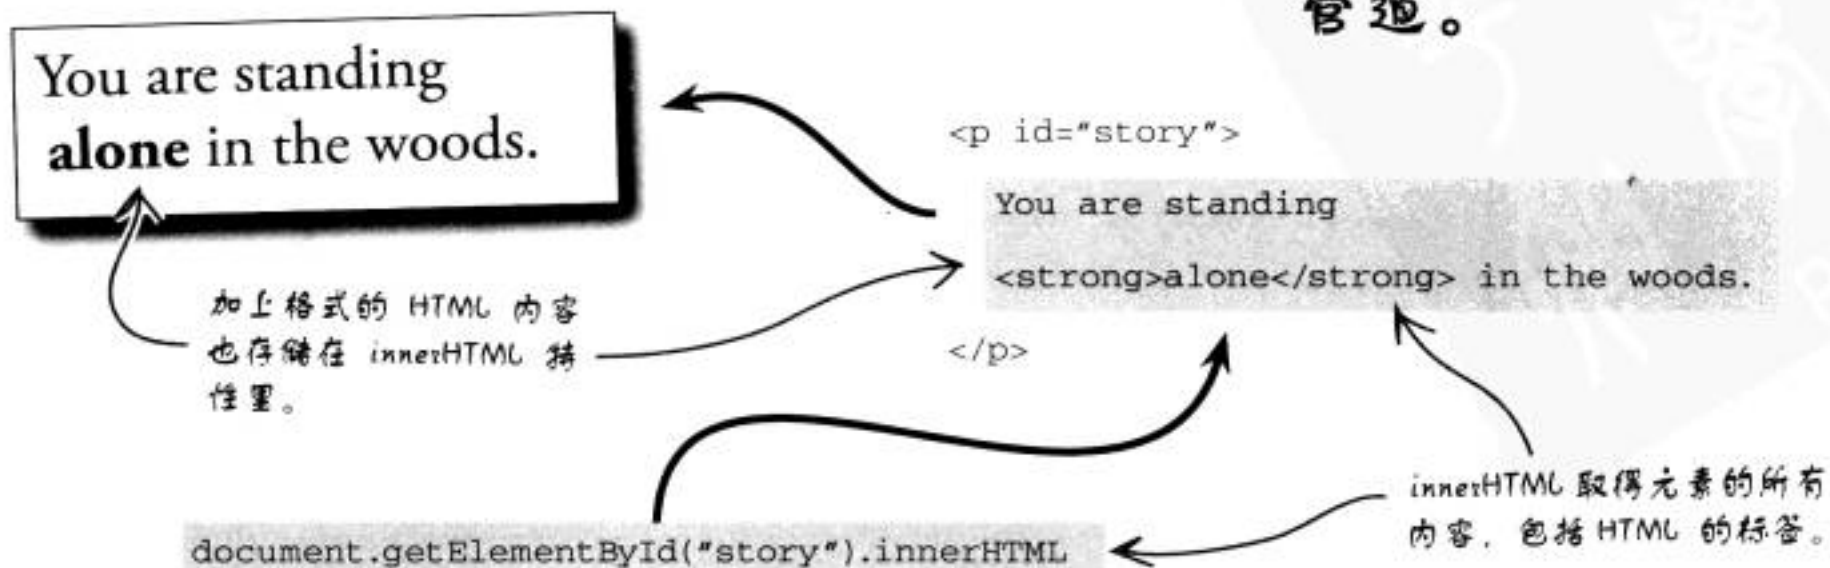 管道。
You are standing
alone in the woods.
<p id="story">
You are standing
<strong>alone</strong> in the woods.
</p>
加上格式的 HTML 内容
也存储在 innerHTML 特
性里。
innerHTML 取得元素的所有
内容，包括 HTML 的标签。
document.getElementById("story").innerHTML